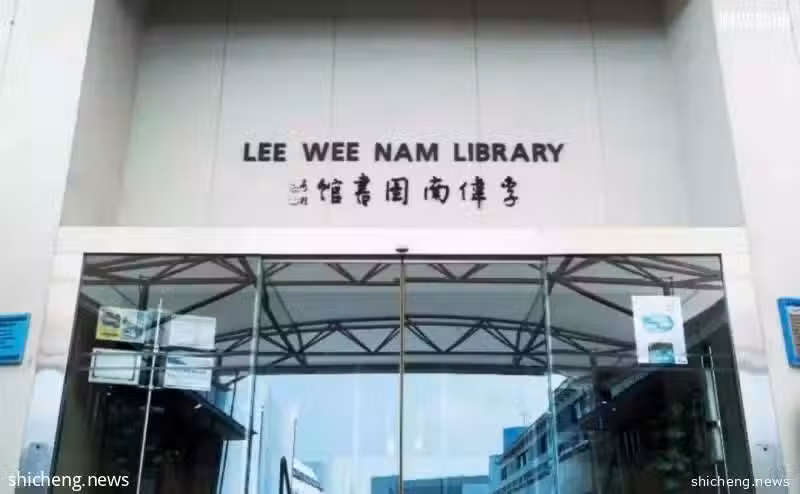 LEE WEE NAM LIBRARY
李偉南圖書館
shicheng.news
shicheng.news